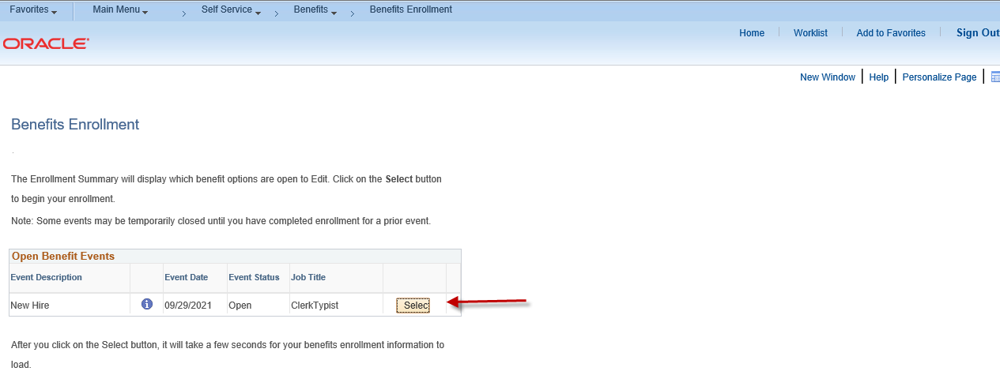 Favorites Main Menu Self Service Benefits Benefits Enrollment
ORACLE
Home Worklist Add to Favorites Sign Out
New Window Help Personalize Page
Benefits Enrollment
The Enrollment Summary will display which benefit options are open to Edit. Click on the Select button
to begin your enrollment.
Note: Some events may be temporarily closed until you have completed enrollment for a prior event.
Open Benefit Events
Event Description Event Date Event Status Job Title
New Hire 09/29/2021 Open ClerkTypist Selec
After you click on the Select button, it will take a few seconds for your benefits enrollment information to
load.